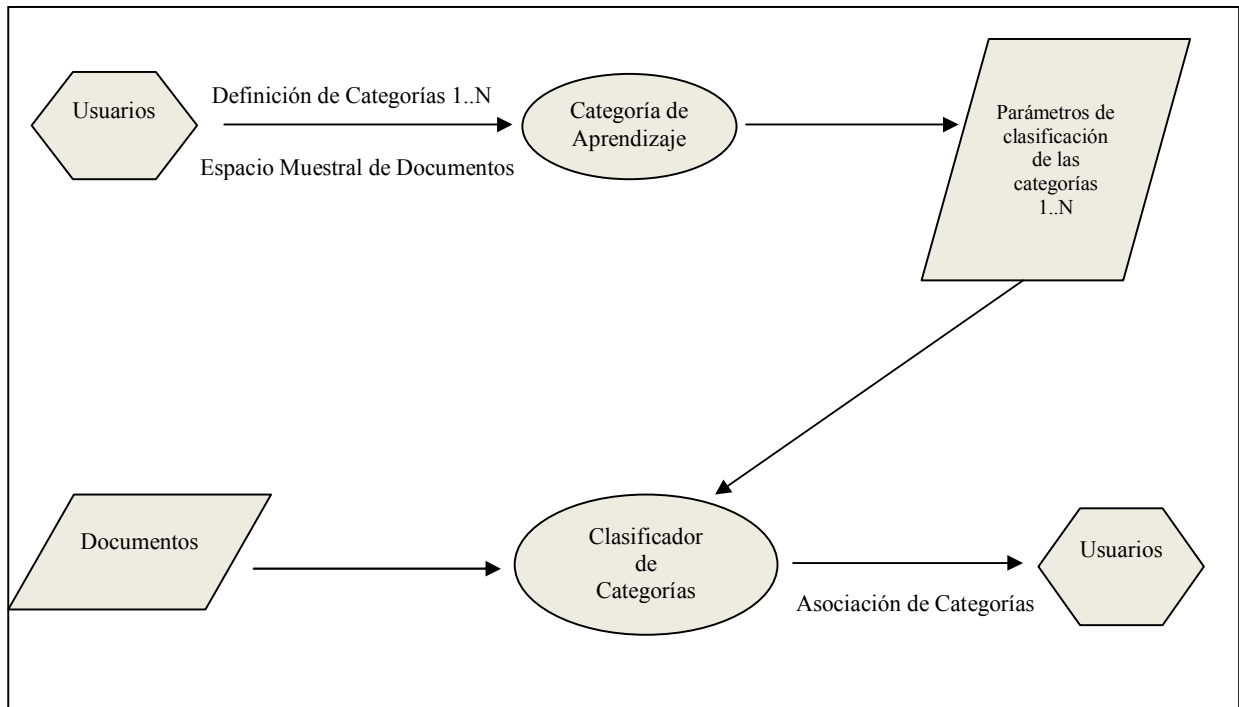 Usuarios
Definición de Categorías 1..N
Espacio Muestral de Documentos
Categoría de
Aprendizaje
Parámetros de
clasificación
de las
categorías
1..N
Documentos
Clasificador
de
Categorías
Asociación de Categorías
Usuarios